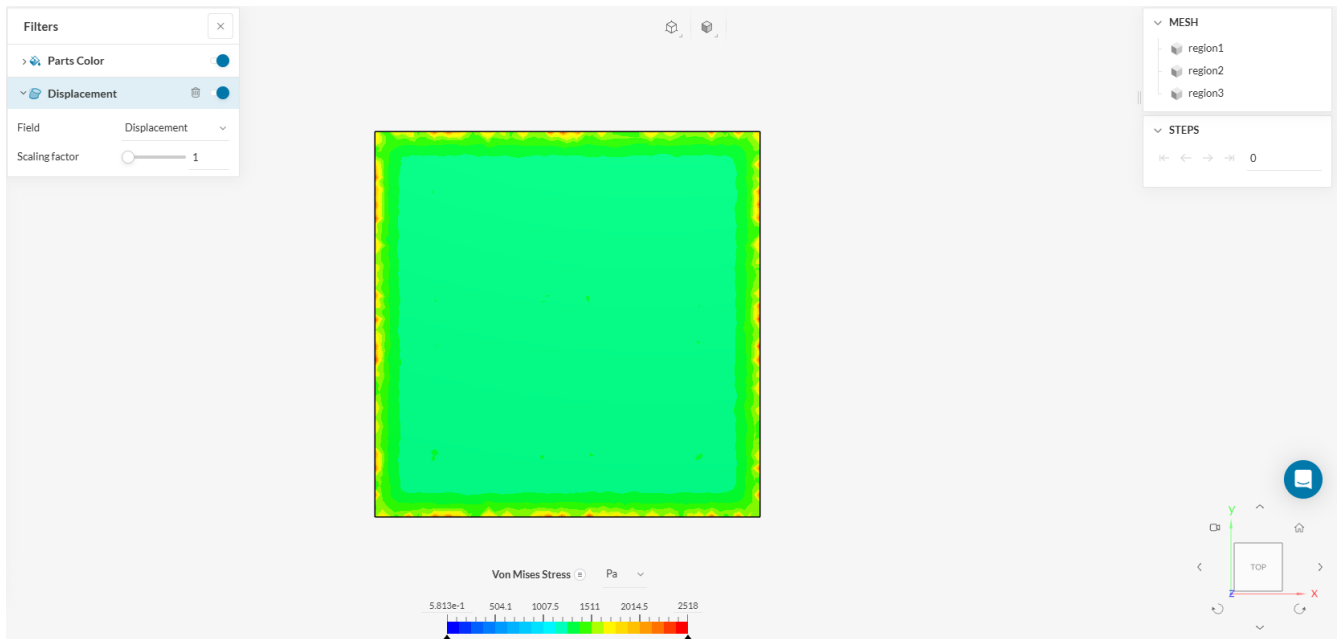 Filters
Parts Color
Displacement
Field Displacement
Scaling factor 1
MESH
region1
region2
region3
STEPS
0
Von Mises Stress Pa
5.813e-1 504.1 1007.5 1511 2014.5 2518
y
TOP
z
X